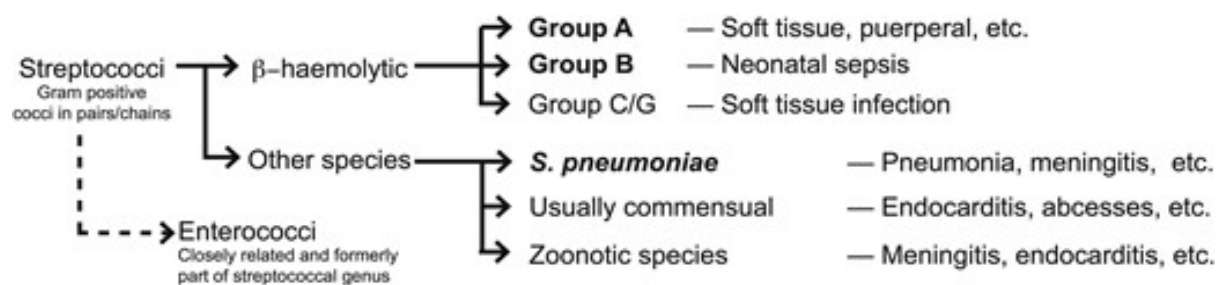 Streptococci
Gram positive
cocci in pairs/chains
β–haemolytic
Group A — Soft tissue, puerperal, etc.
Group B — Neonatal sepsis
Group C/G — Soft tissue infection
Other species
S. pneumoniae — Pneumonia, meningitis, etc.
Usually commensual — Endocarditis, abcesses, etc.
Zoonotic species — Meningitis, endocarditis, etc.
Enterococci
Closely related and formerly
part of streptococcal genus